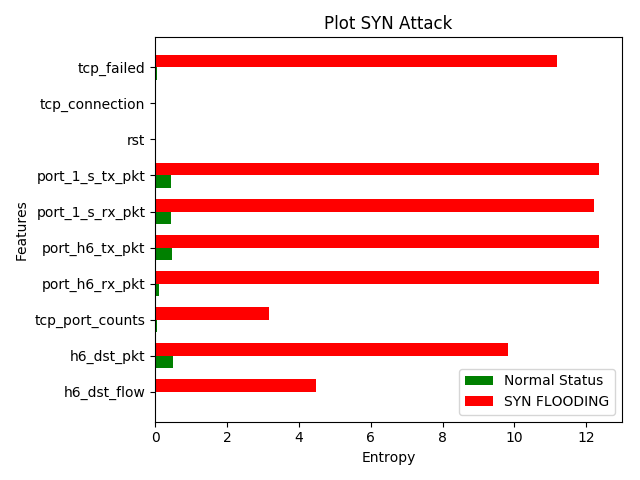 Plot SYN Attack
tcp_failed
tcp_connection
rst
port_1_s_tx_pkt
port_1_s_rx_pkt
port_h6_tx_pkt
port_h6_rx_pkt
tcp_port_counts
h6_dst_pkt
h6_dst_flow
Features
Normal Status
SYN FLOODING
0 2 4 6 8 10 12
Entropy